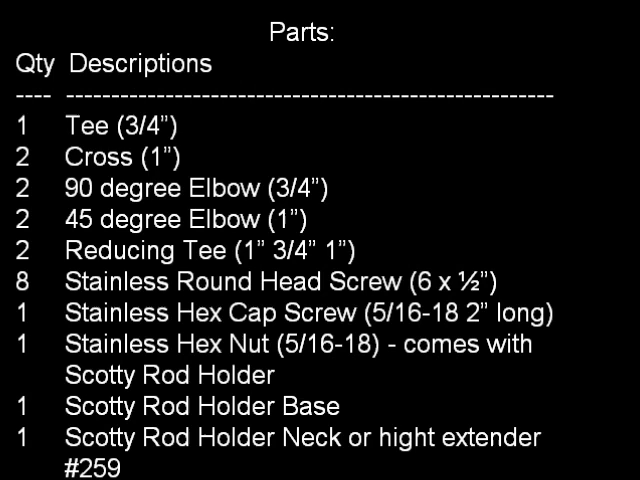 Parts:
Qty Descriptions
---- ------------------------------------------------------
1 Tee (3/4”)
2 Cross (1”)
2 90 degree Elbow (3/4”)
2 45 degree Elbow (1”)
2 Reducing Tee (1” 3/4” 1”)
8 Stainless Round Head Screw (6 x ½”)
1 Stainless Hex Cap Screw (5/16-18 2” long)
1 Stainless Hex Nut (5/16-18) - comes with
Scotty Rod Holder
1 Scotty Rod Holder Base
1 Scotty Rod Holder Neck or hight extender
#259